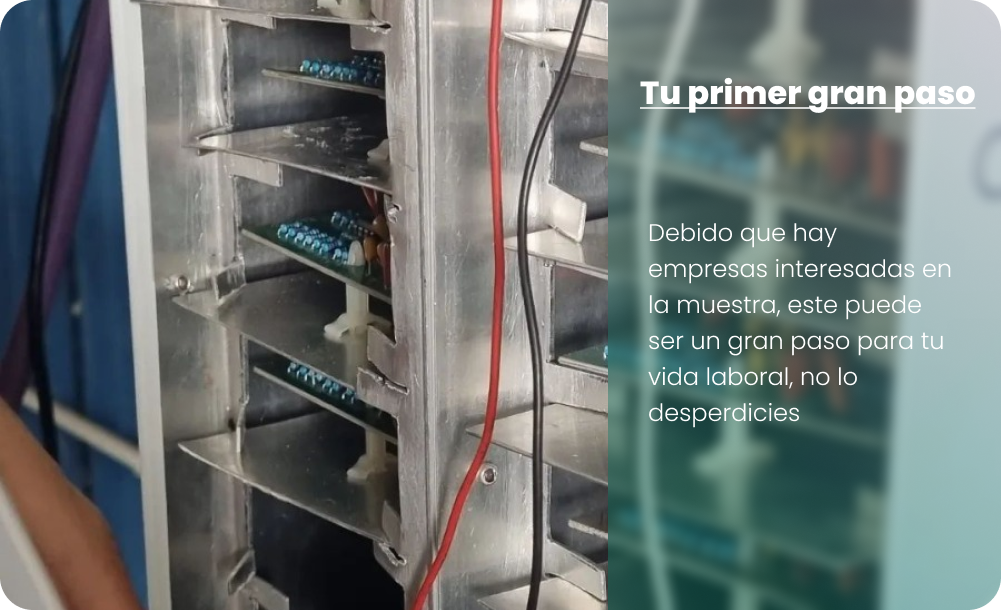 Tu primer gran paso
Debido que hay
empresas interesadas en
la muestra, este puede
ser un gran paso para tu
vida laboral, no lo
desperdicies